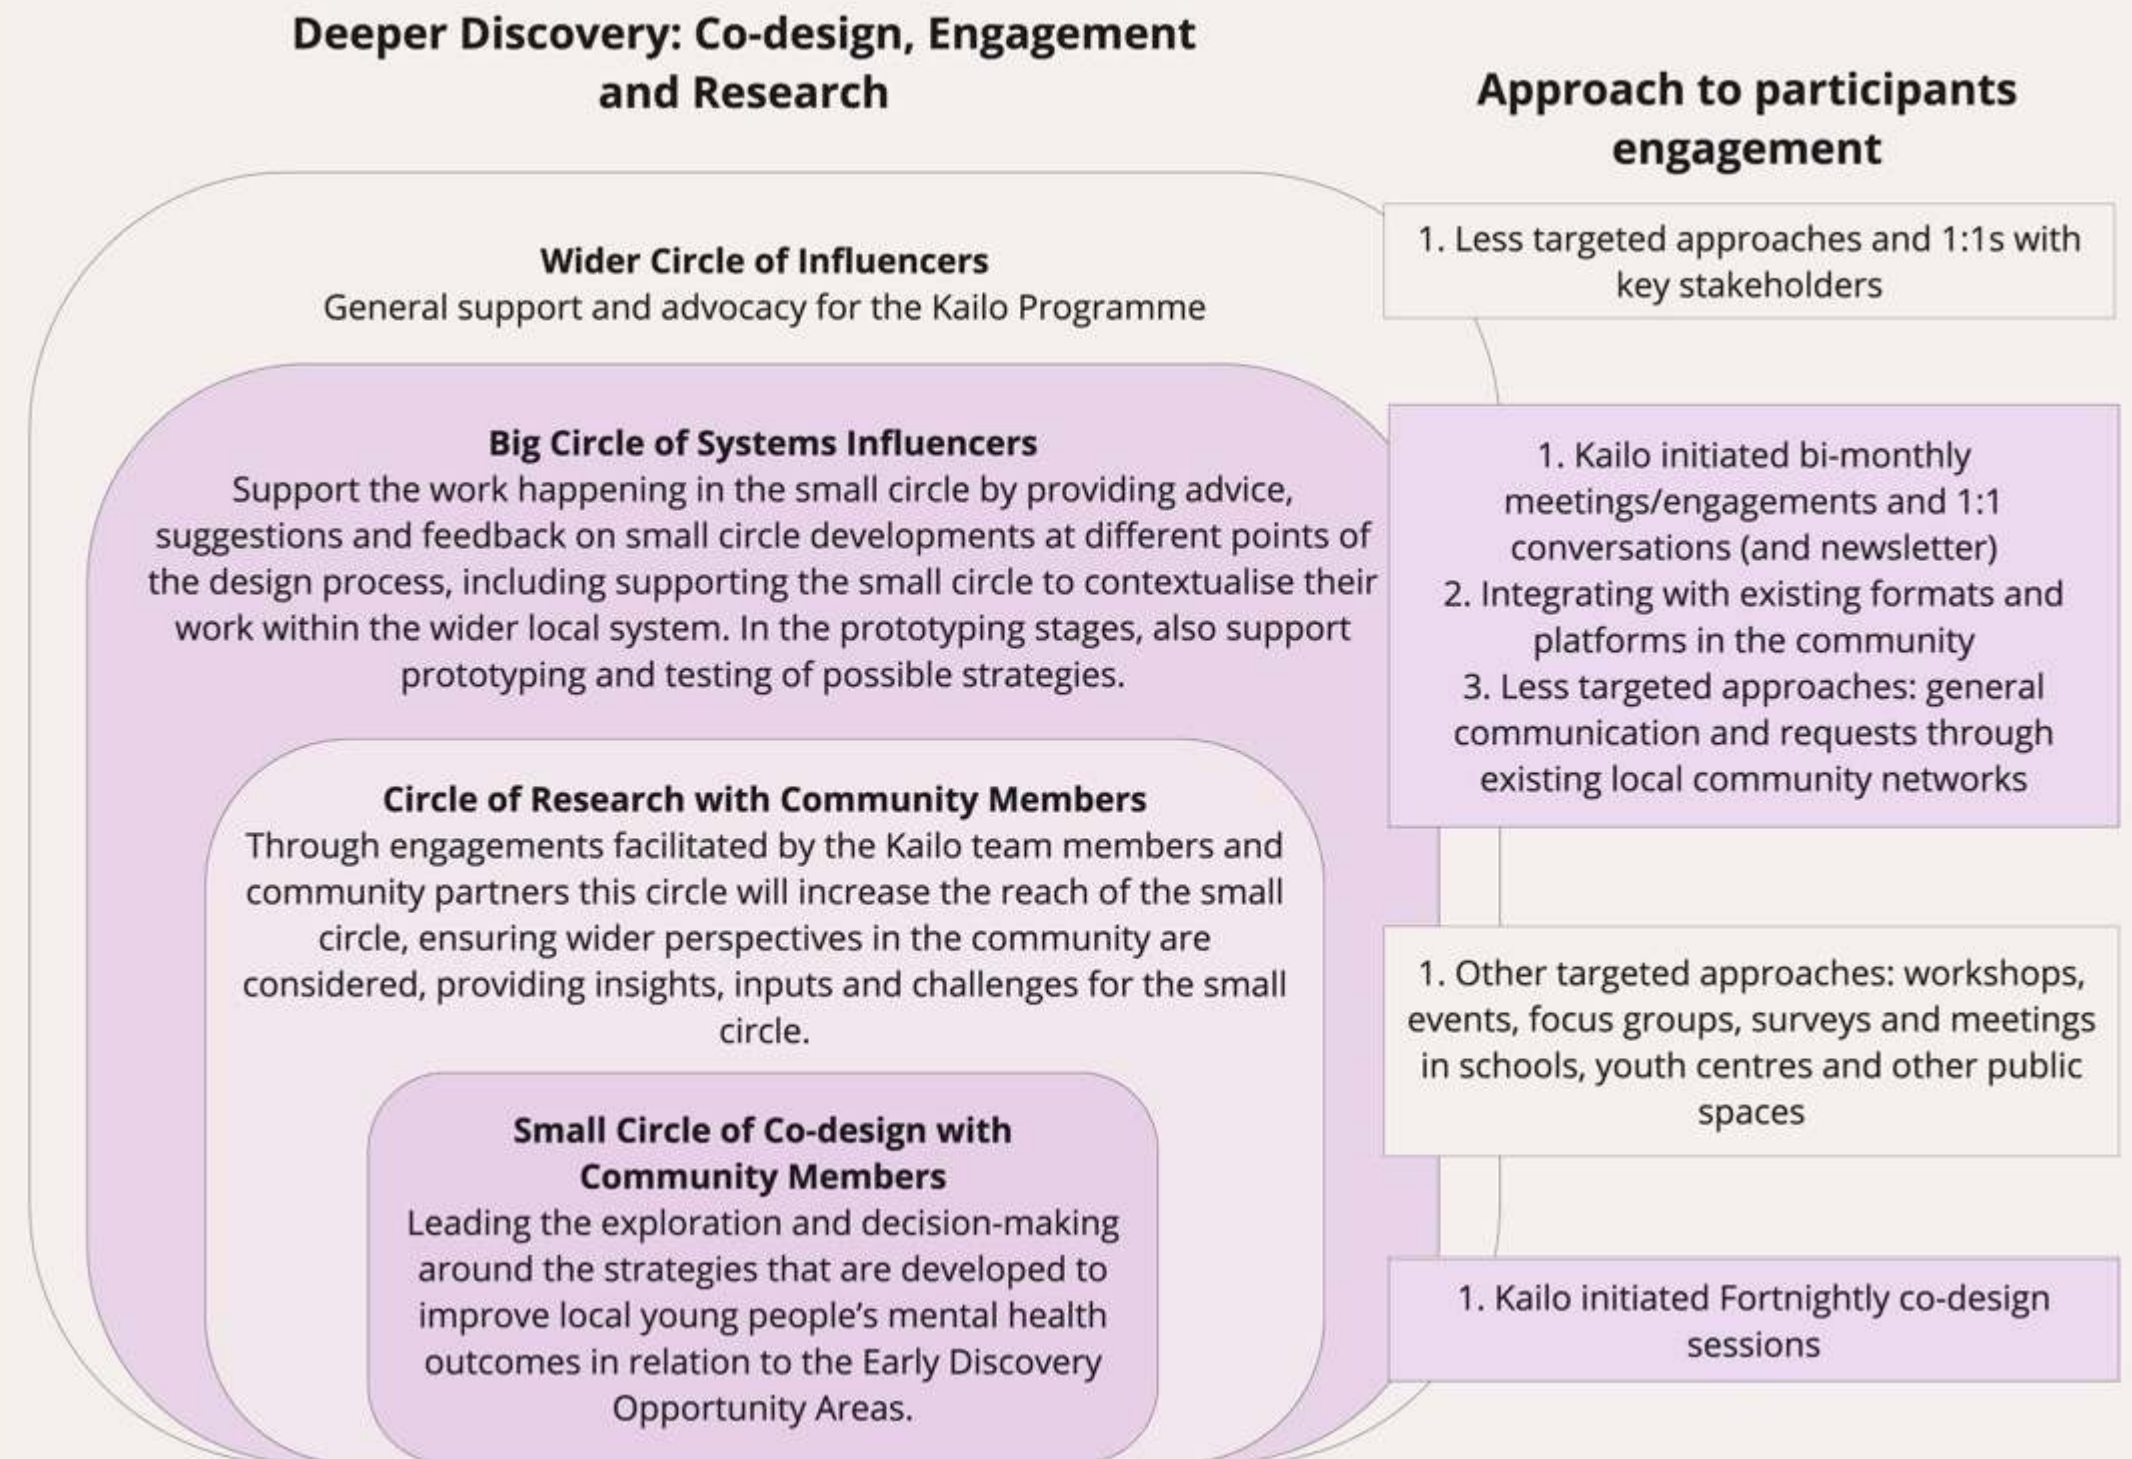 Deeper Discovery: Co-design, Engagement
and Research
Approach to participants
engagement
Wider Circle of Influencers
General support and advocacy for the Kailo Programme
1. Less targeted approaches and 1:1s with
key stakeholders
Big Circle of Systems Influencers
Support the work happening in the small circle by providing advice,
suggestions and feedback on small circle developments at different points of
the design process, including supporting the small circle to contextualise their
work within the wider local system. In the prototyping stages, also support
prototyping and testing of possible strategies.
1. Kailo initiated bi-monthly
meetings/engagements and 1:1
conversations (and newsletter)
2. Integrating with existing formats and
platforms in the community
3. Less targeted approaches: general
communication and requests through
existing local community networks
Circle of Research with Community Members
Through engagements facilitated by the Kailo team members and
community partners this circle will increase the reach of the small
circle, ensuring wider perspectives in the community are
considered, providing insights, inputs and challenges for the small
circle.
1. Other targeted approaches: workshops,
events, focus groups, surveys and meetings
in schools, youth centres and other public
spaces
Small Circle of Co-design with
Community Members
Leading the exploration and decision-making
around the strategies that are developed to
improve local young people’s mental health
outcomes in relation to the Early Discovery
Opportunity Areas.
1. Kailo initiated Fortnightly co-design
sessions